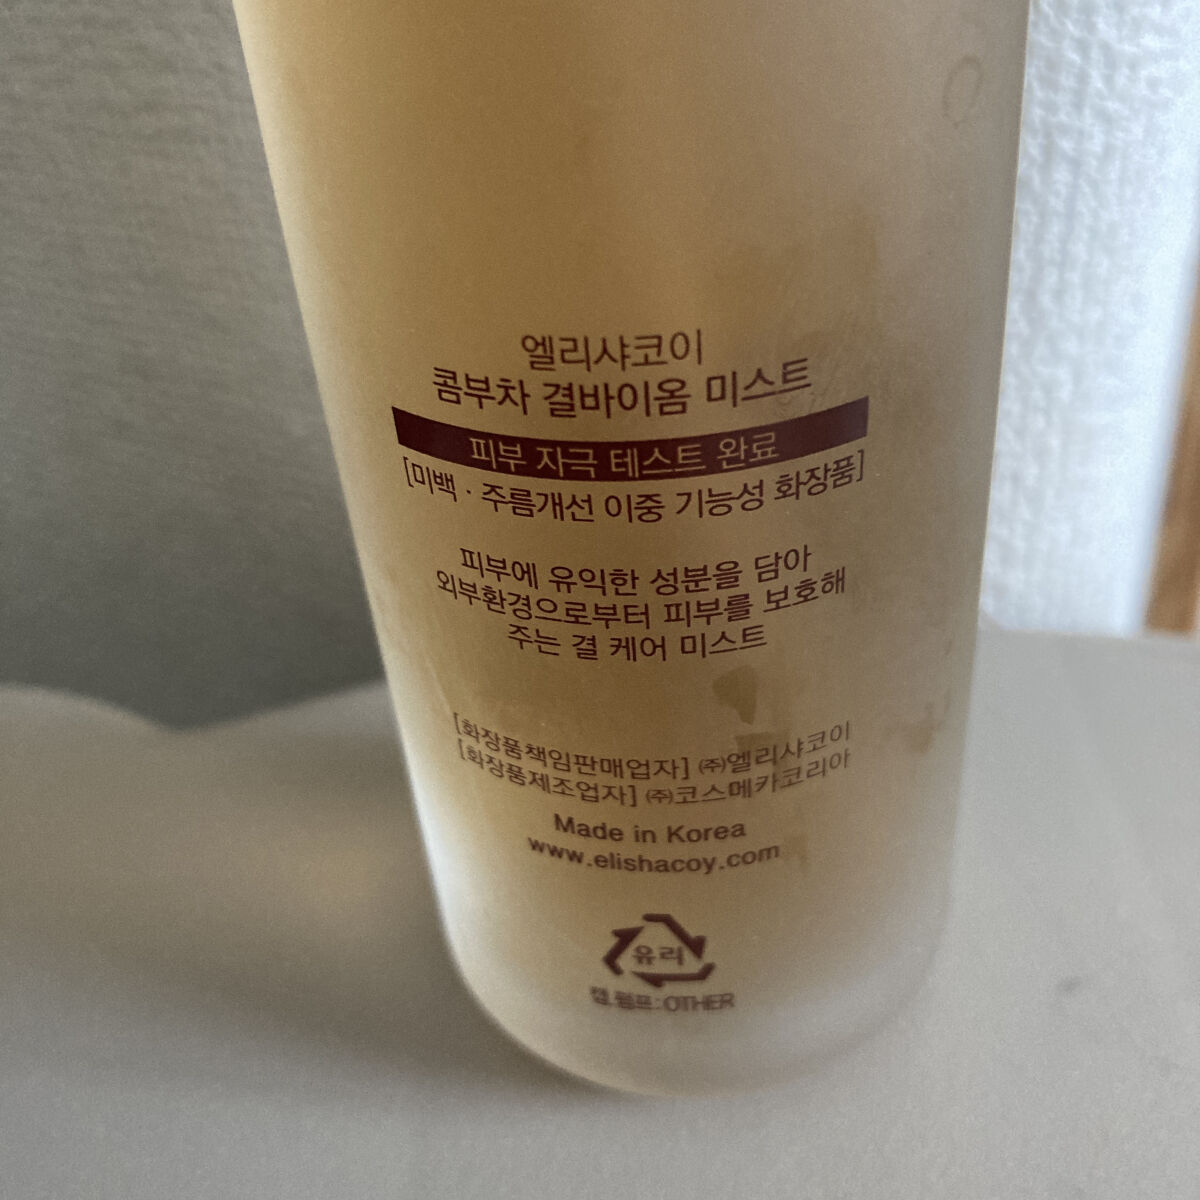 엘리샤코이
콤부차 결바이옴 미스트
피부 자극 테스트 완료
[미백 · 주름개선 이중 기능성 화장품]
피부에 유익한 성분을 담아
외부환경으로부터 피부를 보호해
주는 결 케어 미스트
[화장품책임판매업자] ㈜엘리샤코이
[화장품제조업자] ㈜코스메카코리아
Made in Korea
www.elishacoy.com
유리
캡,펌프:OTHER